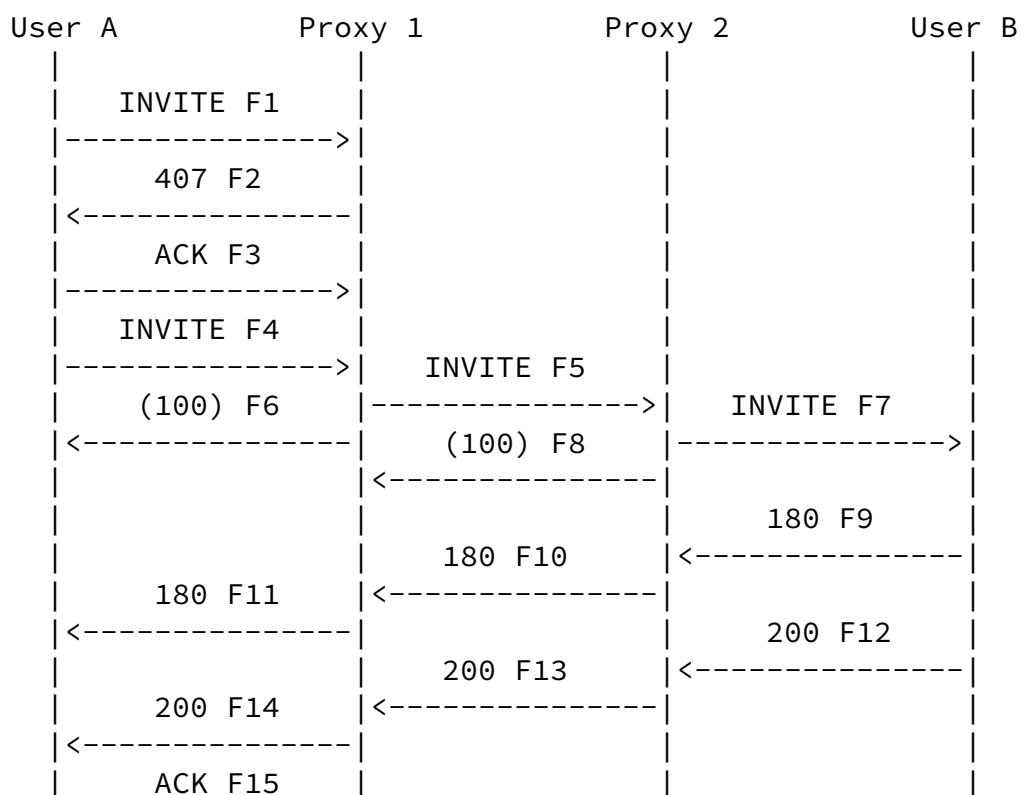 User A Proxy 1 Proxy 2 User B
INVITE F1
407 F2
ACK F3
INVITE F4
INVITE F5
(100) F6 INVITE F7
(100) F8
180 F9
180 F10
180 F11
200 F12
200 F13
200 F14
ACK F15